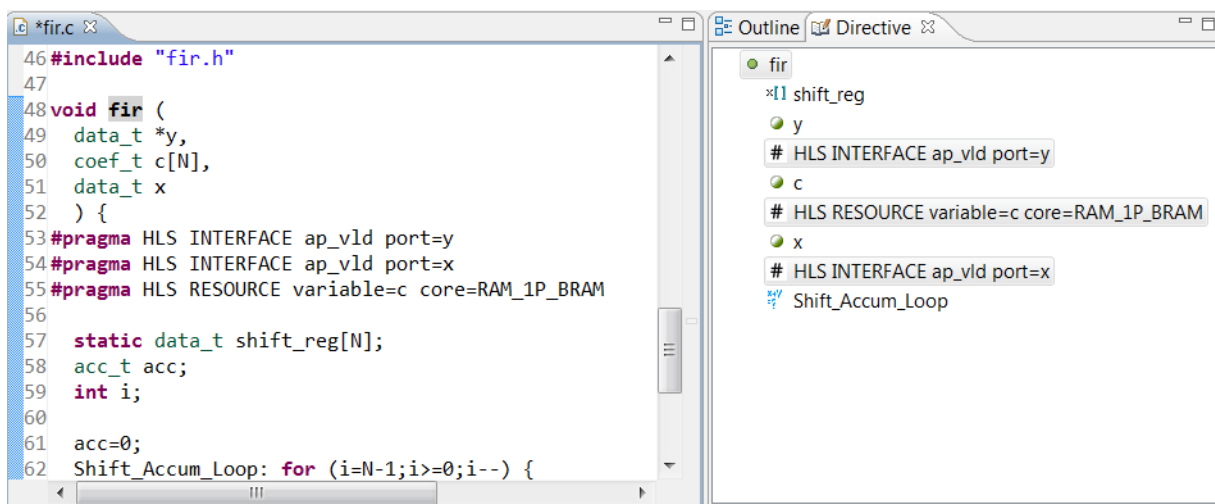 *fir.c
46 #include "fir.h"
47
48 void fir (
49 data_t *y,
50 coef_t c[N],
51 data_t x
52 ) {
53 #pragma HLS INTERFACE ap_vld port=y
54 #pragma HLS INTERFACE ap_vld port=x
55 #pragma HLS RESOURCE variable=c core=RAM_1P_BRAM
56
57 static data_t shift_reg[N];
58 acc_t acc;
59 int i;
60
61 acc=0;
62 Shift_Accum_Loop: for (i=N-1;i>=0;i--) {
Outline Directive
fir
×[] shift_reg
y
# HLS INTERFACE ap_vld port=y
c
# HLS RESOURCE variable=c core=RAM_1P_BRAM
x
# HLS INTERFACE ap_vld port=x
Shift_Accum_Loop